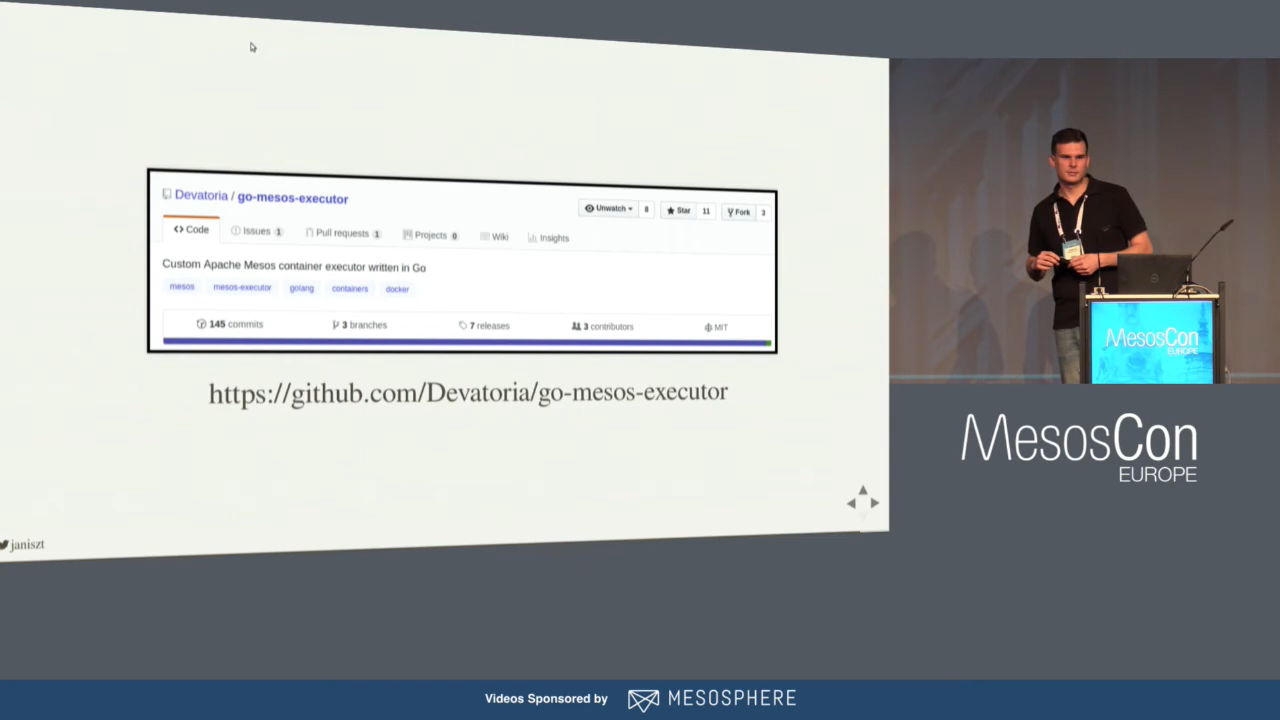 Devatoria / go-mesos-executor
Unwatch 8 Star 11 Fork 3
Code Issues 1 Pull requests 1 Projects 0 Wiki Insights
Custom Apache Mesos container executor written in Go
mesos mesos-executor golang containers docker
145 commits 3 branches 7 releases 3 contributors MIT
https://github.com/Devatoria/go-mesos-executor
janiszt
MesosCon
EUROPE
MesosCon
EUROPE
Videos Sponsored by MESOSPHERE